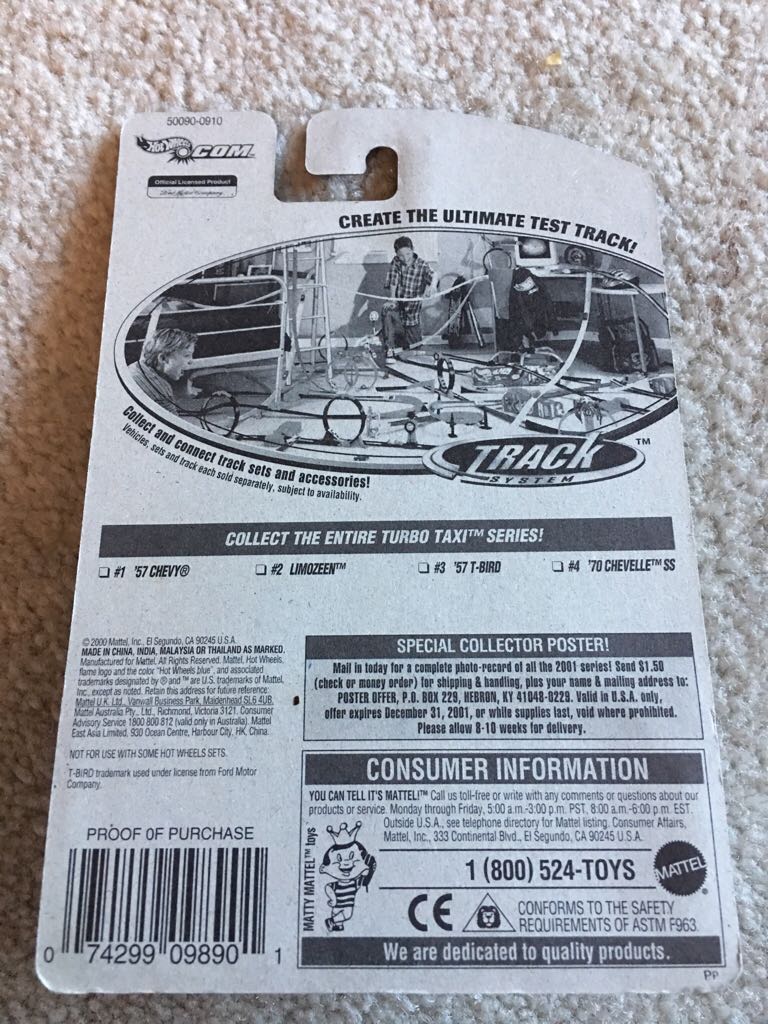 50090-0910
Hot Wheels.COM
Official Licensed Product
Ford Motor Company
CREATE THE ULTIMATE TEST TRACK!
Collect and connect track sets and accessories!
Vehicles, sets and track each sold separately, subject to availability.
TRACK™
SYSTEM
COLLECT THE ENTIRE TURBO TAXI™ SERIES!
❏ #1 '57 CHEVY® ❏ #2 LIMOZEEN™ ❏ #3 '57 T-BIRD ❏ #4 '70 CHEVELLE™ SS
© 2000 Mattel, Inc., El Segundo, CA 90245 U.S.A.
MADE IN CHINA, INDIA, MALAYSIA OR THAILAND AS MARKED.
Manufactured for Mattel. All Rights Reserved. Mattel, Hot Wheels,
flame logo and the color "Hot Wheels blue", and associated
trademarks designated by ® and ™ are U.S. trademarks of Mattel,
Inc., except as noted. Retain this address for future reference:
Mattel U.K. Ltd., Vanwall Business Park, Maidenhead SL6 4UB.
Mattel Australia Pty., Ltd., Richmond, Victoria 3121. Consumer
Advisory Service 1800 800 812 (valid only in Australia). Mattel
East Asia Limited, 930 Ocean Centre, Harbour City, HK, China.
NOT FOR USE WITH SOME HOT WHEELS SETS.
T-BIRD trademark used under license from Ford Motor
Company.
PROOF OF PURCHASE
0 74299 09890 1
SPECIAL COLLECTOR POSTER!
Mail in today for a complete photo-record of all the 2001 series! Send $1.50
(check or money order) for shipping & handling, plus your name & mailing address to:
POSTER OFFER, P.O. BOX 229, HEBRON, KY 41048-0229. Valid in U.S.A. only,
offer expires December 31, 2001, or while supplies last, void where prohibited.
Please allow 8-10 weeks for delivery.
CONSUMER INFORMATION
YOU CAN TELL IT'S MATTEL!™ Call us toll-free or write with any comments or questions about our
products or service. Monday through Friday, 5:00 a.m.-3:00 p.m. PST, 8:00 a.m.-6:00 p.m. EST.
Outside U.S.A., see telephone directory for Mattel listing. Consumer Affairs,
Mattel, Inc., 333 Continental Blvd., El Segundo, CA 90245 U.S.A.
MATTY MATTEL™ toys
1 (800) 524-TOYS
MATTEL®
CE
CONFORMS TO THE SAFETY
REQUIREMENTS OF ASTM F963.
We are dedicated to quality products.
PP